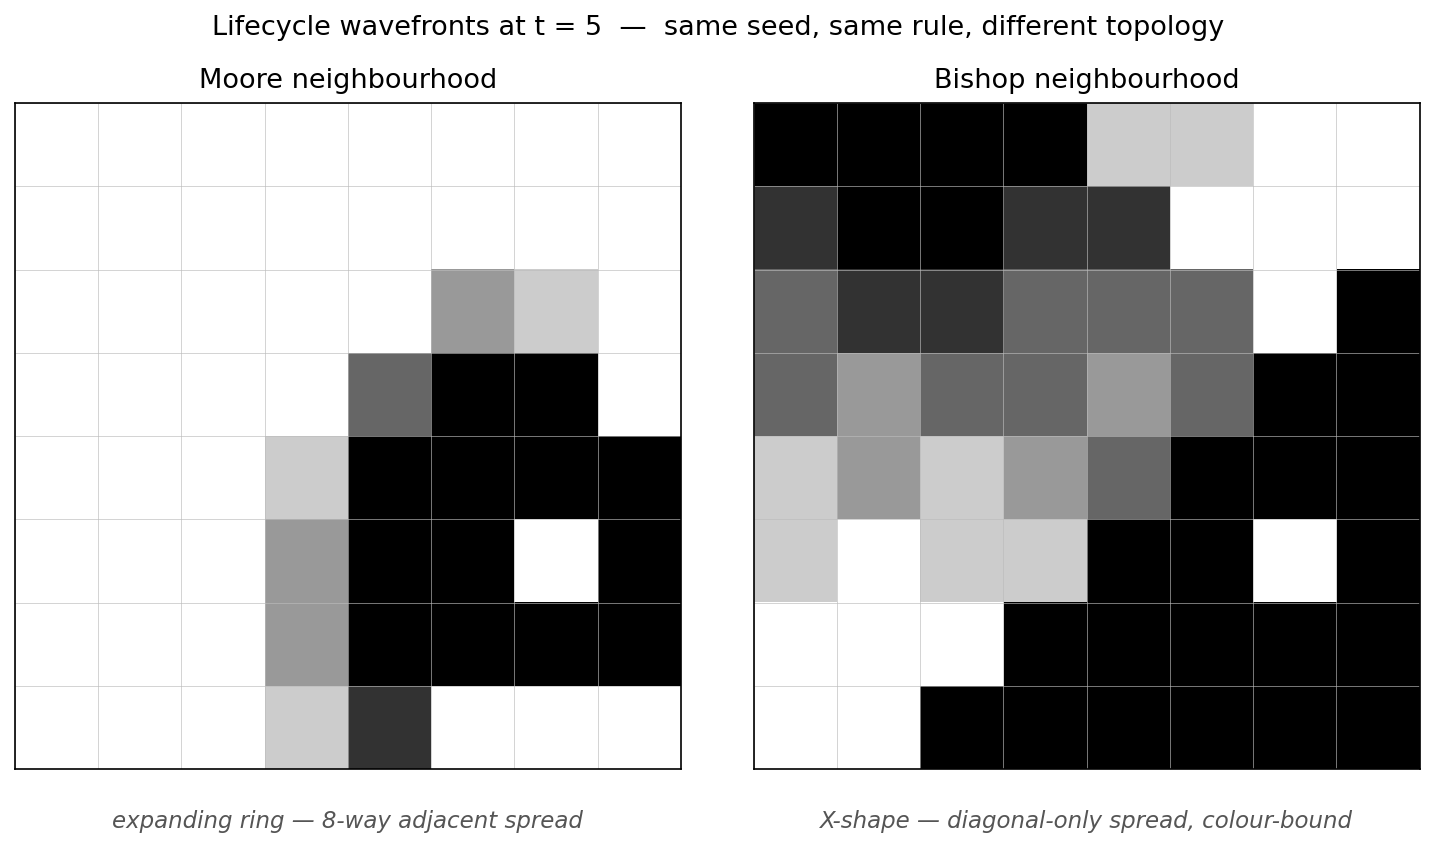 Lifecycle wavefronts at t = 5 — same seed, same rule, different topology
Moore neighbourhood
Bishop neighbourhood
expanding ring — 8-way adjacent spread
X-shape — diagonal-only spread, colour-bound